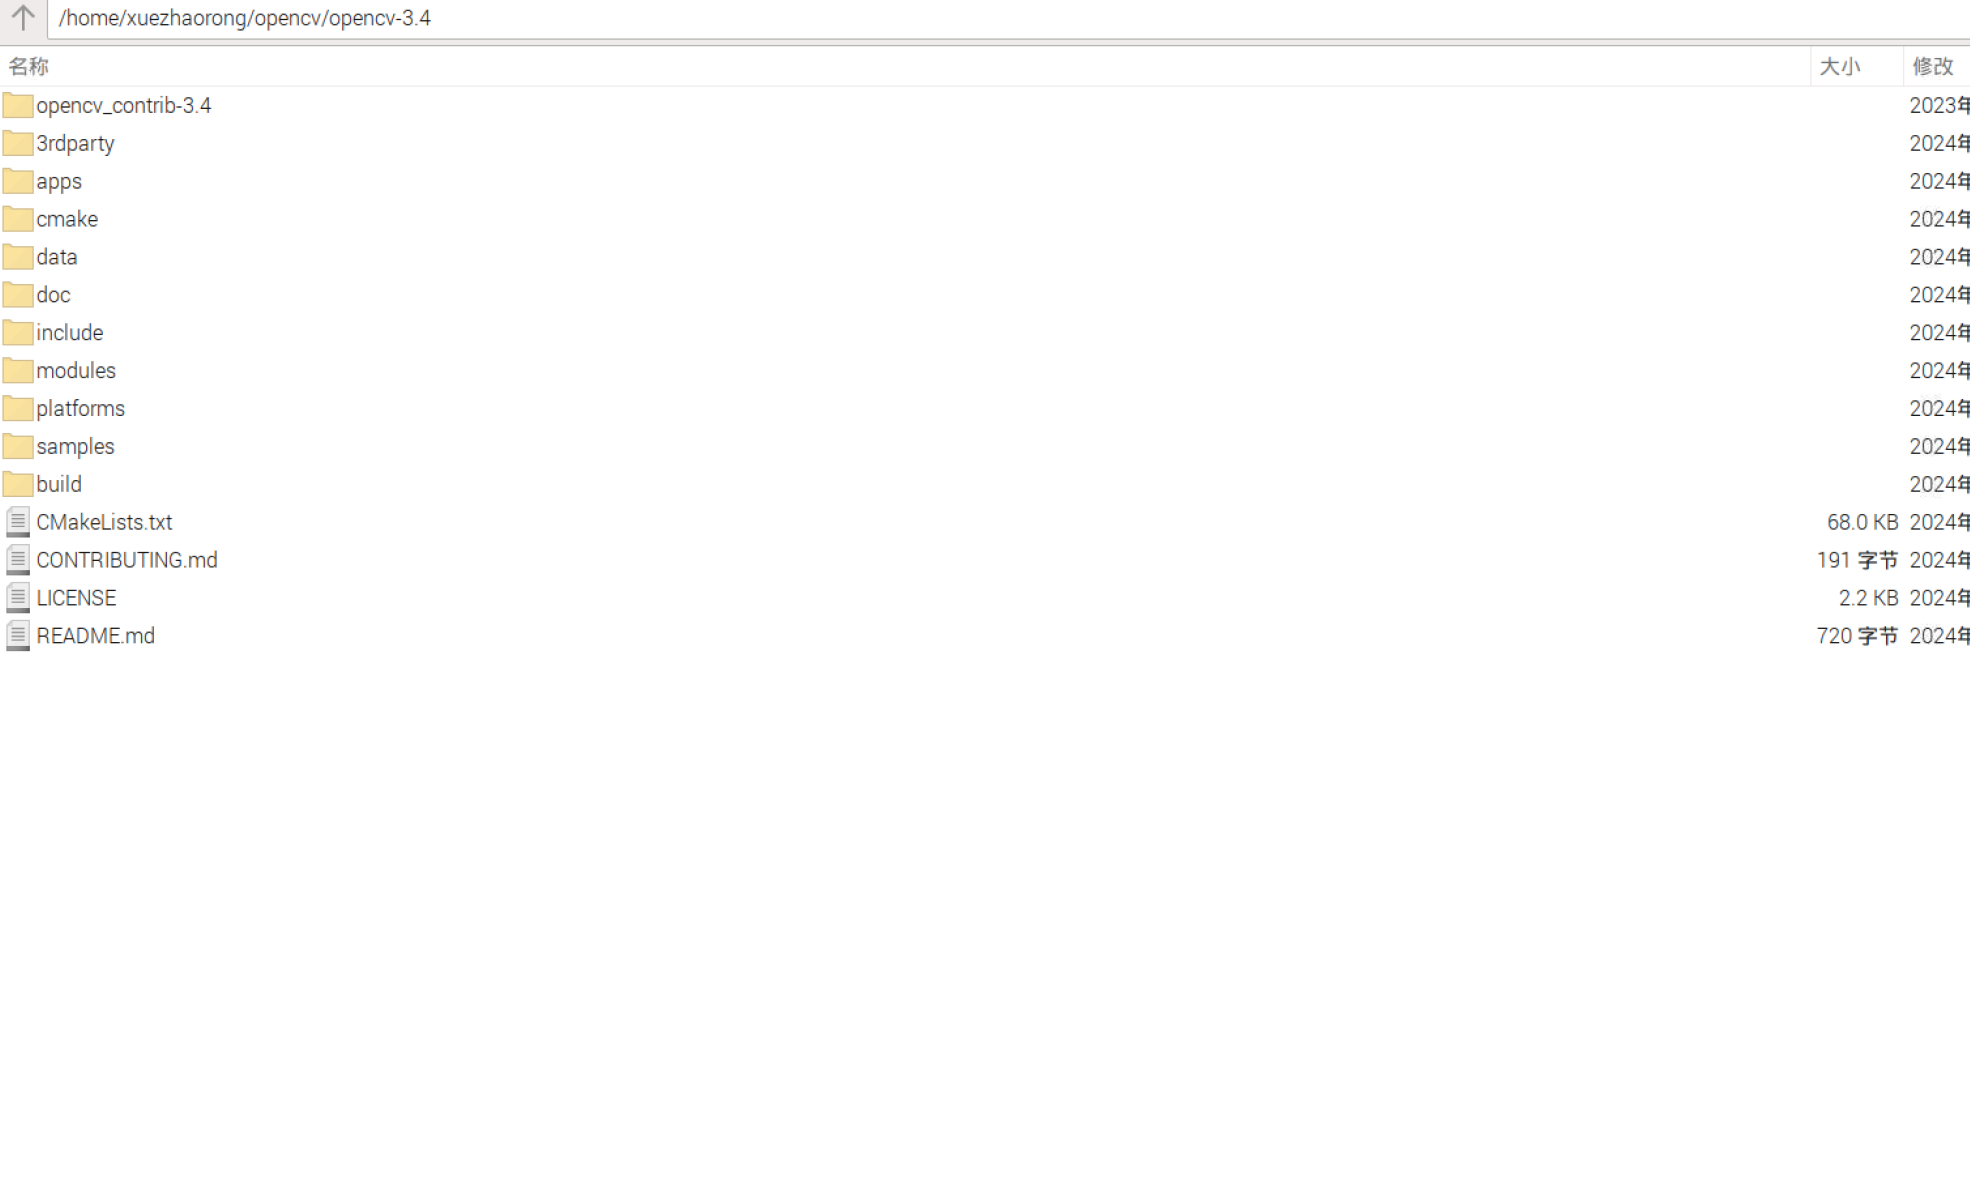 /home/xuezhaorong/opencv/opencv-3.4
名称 大小 修改
opencv_contrib-3.4 2023年
3rdparty 2024年
apps 2024年
cmake 2024年
data 2024年
doc 2024年
include 2024年
modules 2024年
platforms 2024年
samples 2024年
build 2024年
CMakeLists.txt 68.0 KB 2024年
CONTRIBUTING.md 191 字节 2024年
LICENSE 2.2 KB 2024年
README.md 720 字节 2024年